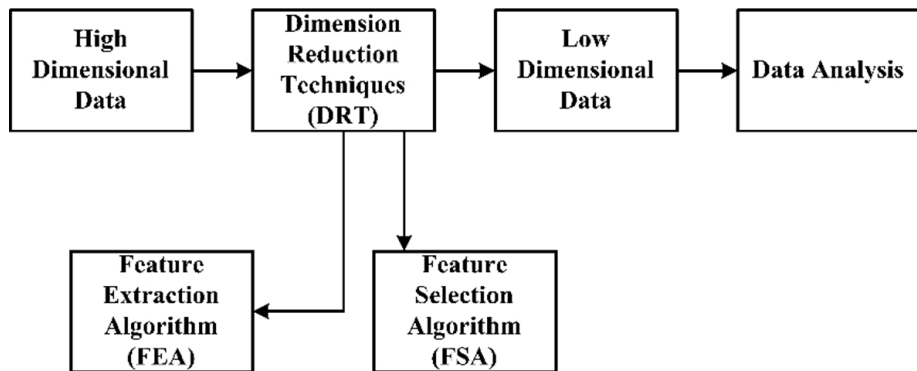 High
Dimensional
Data
Dimension
Reduction
Tecchniques
(DRT)
Low
Dimensional
Data
Data Analysis
Feature
Extraction
Algorithm
(FEA)
Feature
Selection
Algorithm
(FSA)